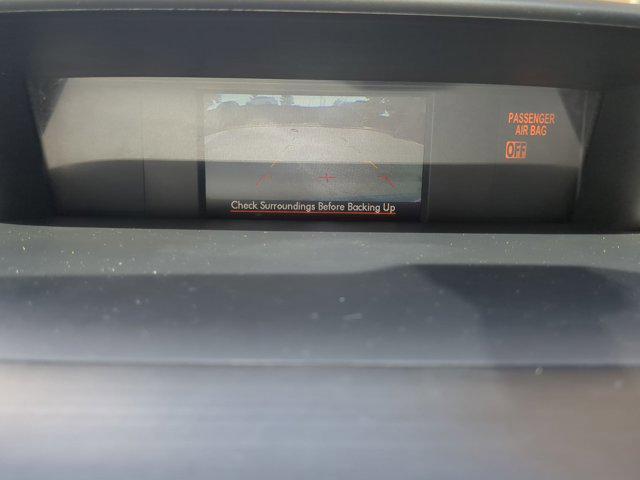 PASSENGER
AIR BAG
OFF
Check Surroundings Before Backing Up